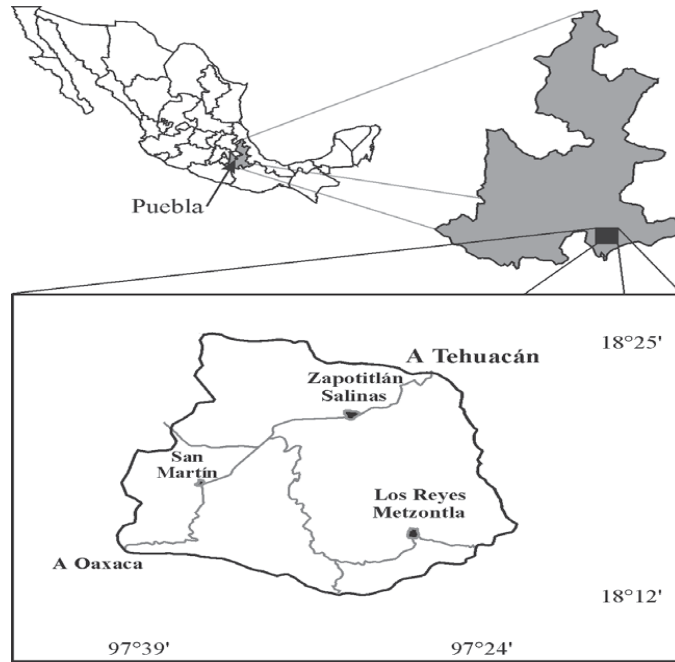 Puebla
18°25'
A Tehuacán
Zapotitlán
Salinas
San
Martín
Los Reyes
Metzontla
A Oaxaca
18°12'
97°39'
97°24'